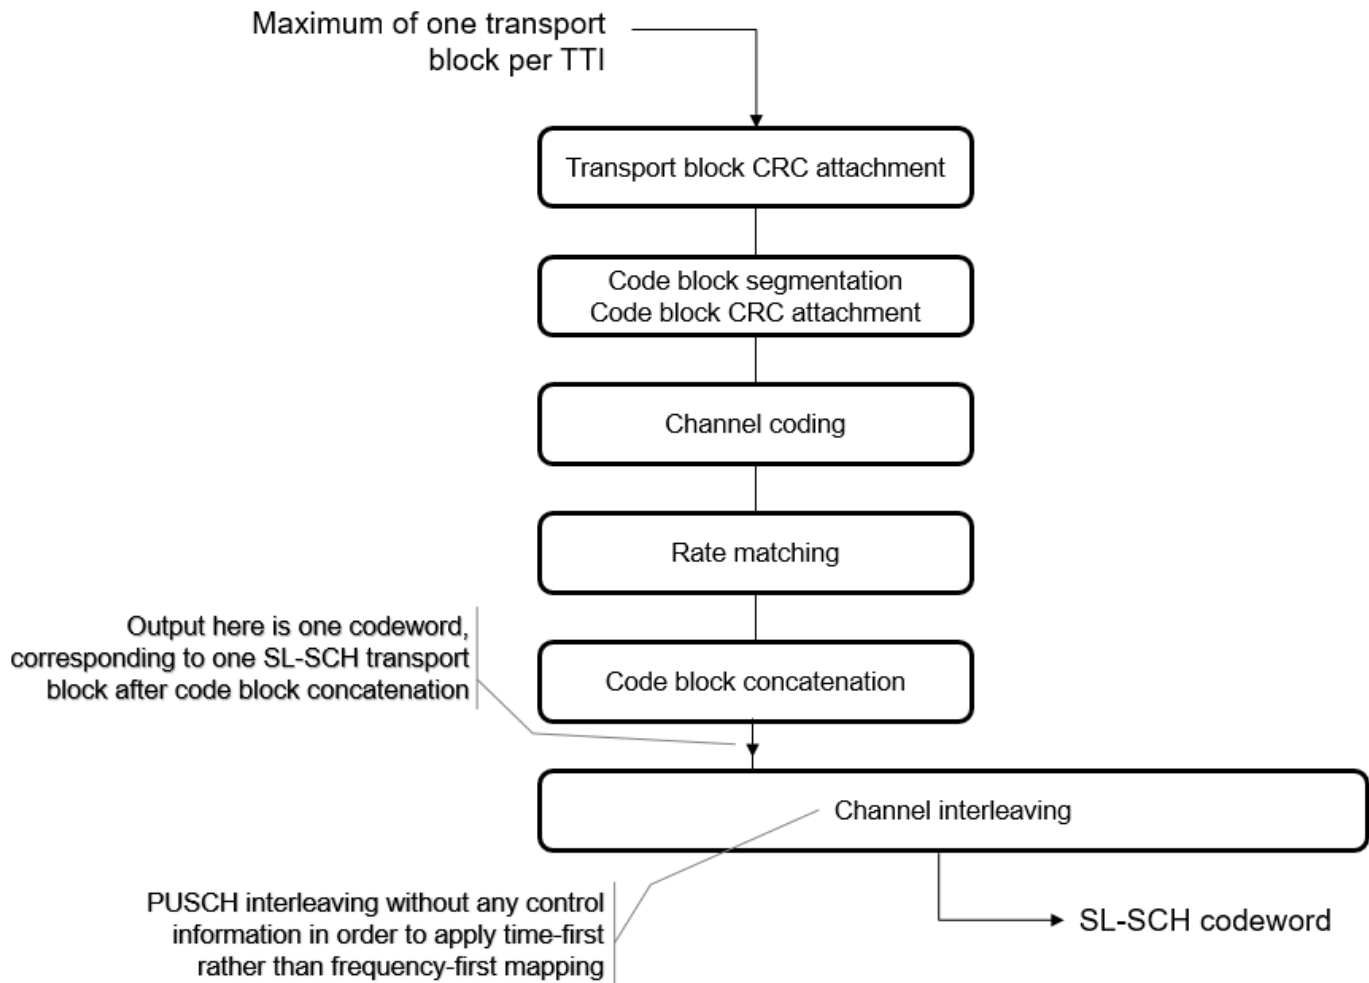 Maximum of one transport
block per TTI
Transport block CRC attachment
Code block segmentation
Code block CRC attachment
Channel coding
Rate matching
Output here is one codeword,
corresponding to one SL-SCH transport
block after code block concatenation
Code block concatenation
Channel interleaving
PUSCH interleaving without any control
information in order to apply time-first
rather than frequency-first mapping
SL-SCH codeword